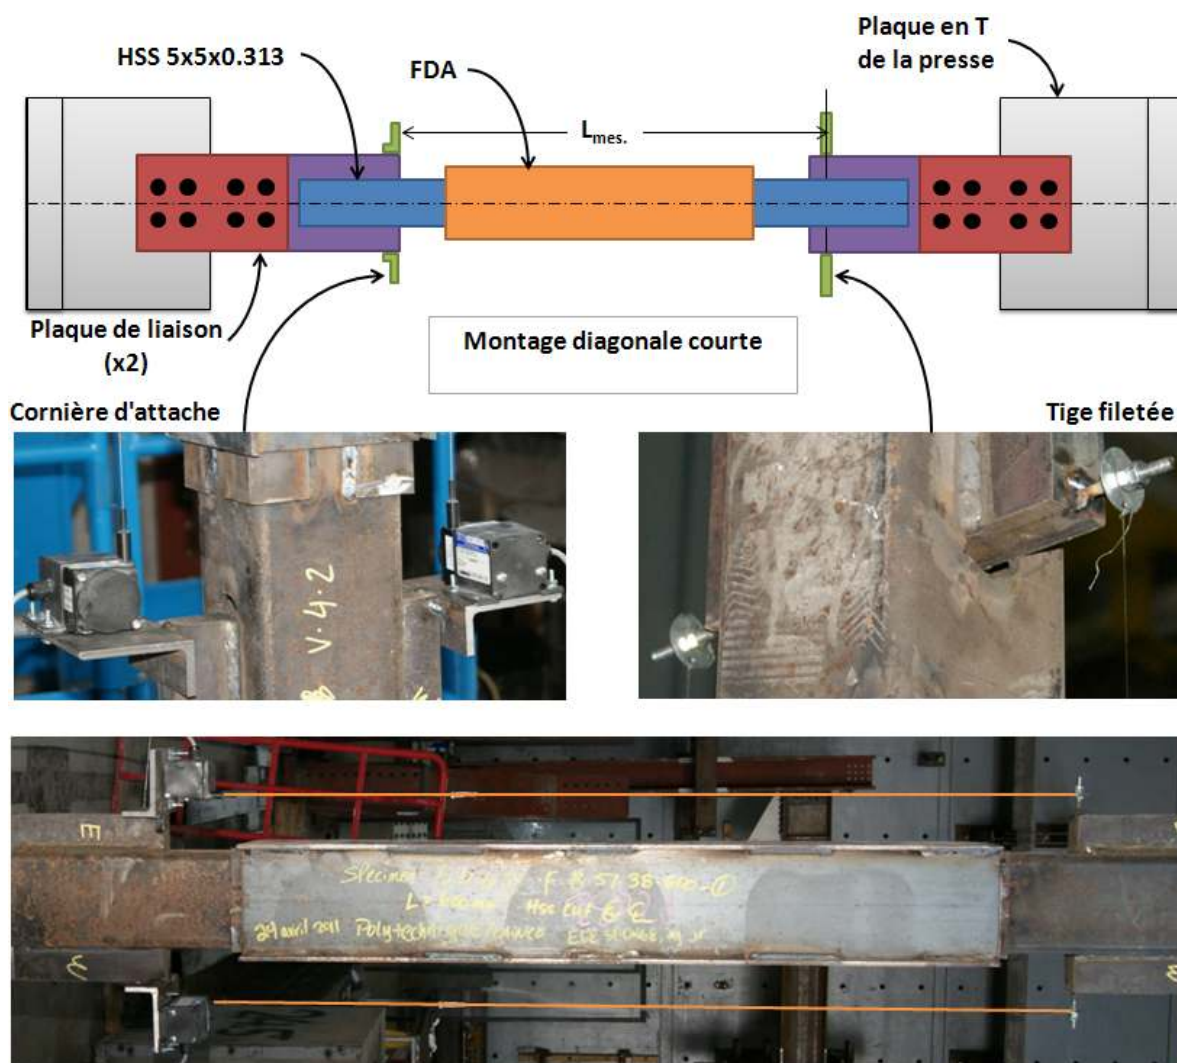 HSS 5x5x0.313
FDA
Plaque en T
de la presse
Lmes.
Plaque de liaison
(x2)
Montage diagonale courte
Cornière d'attache
Tige filetée
V.4.2
E
29 avril 2011 Polytechnique